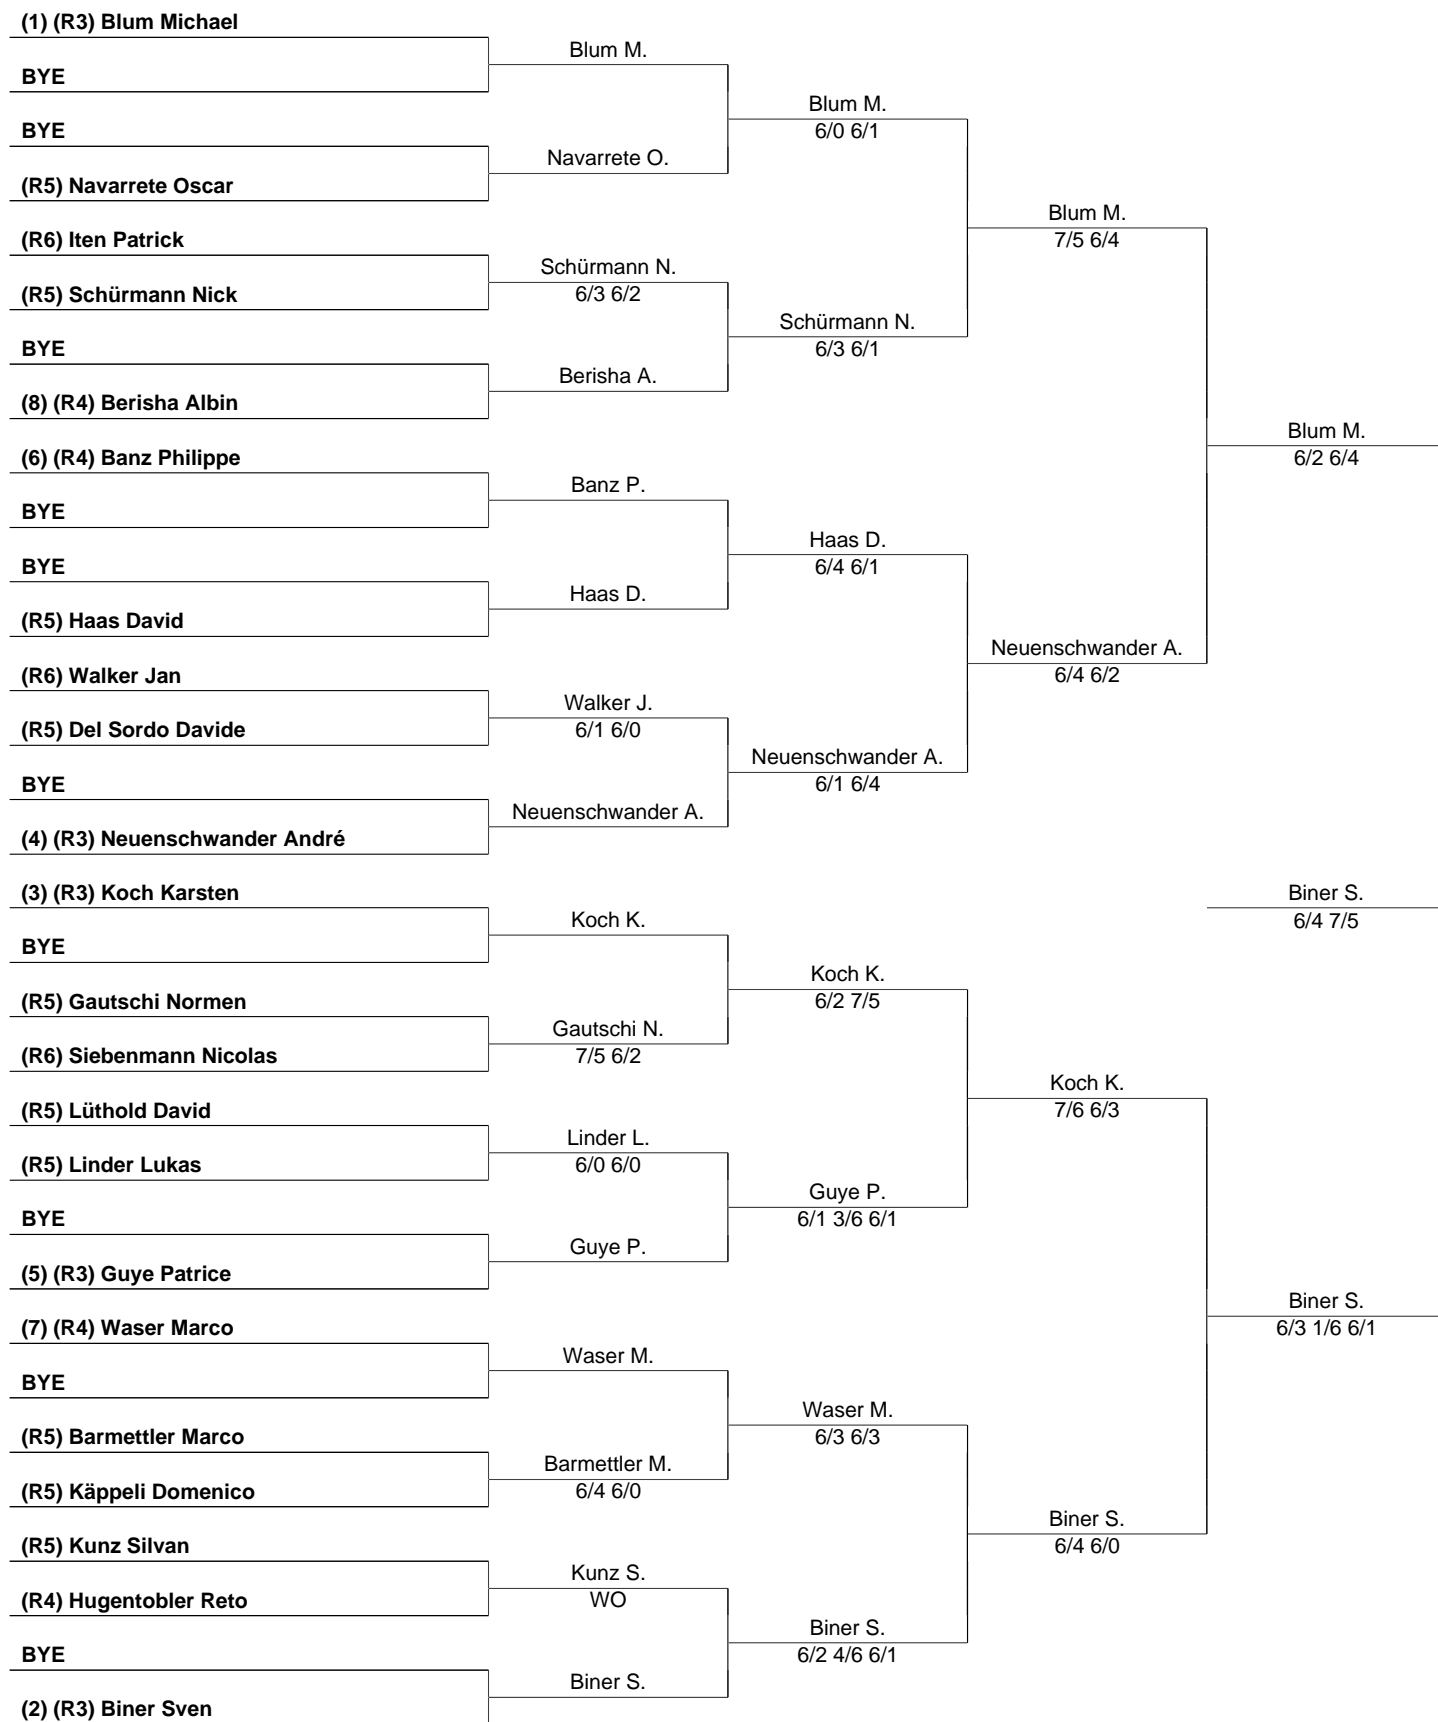 (1) (R3) Blum Michael
BYE
BYE
(R5) Navarrete Oscar
(R6) Iten Patrick
(R5) Schürmann Nick
BYE
(8) (R4) Berisha Albin
(6) (R4) Banz Philippe
BYE
BYE
(R5) Haas David
(R6) Walker Jan
(R5) Del Sordo Davide
BYE
(4) (R3) Neuenschwander André
(3) (R3) Koch Karsten
BYE
(R5) Gautschi Normen
(R6) Siebenmann Nicolas
(R5) Lüthold David
(R5) Linder Lukas
BYE
(5) (R3) Guye Patrice
(7) (R4) Waser Marco
BYE
(R5) Barmettler Marco
(R5) Käppeli Domenico
(R5) Kunz Silvan
(R4) Hugentobler Reto
BYE
(2) (R3) Biner Sven
Blum M.
Navarrete O.
Schürmann N.
6/3 6/2
Berisha A.
Banz P.
Haas D.
Walker J.
6/1 6/0
Neuenschwander A.
Koch K.
Gautschi N.
7/5 6/2
Linder L.
6/0 6/0
Guye P.
Waser M.
Barmettler M.
6/4 6/0
Kunz S.
WO
Biner S.
Blum M.
6/0 6/1
Schürmann N.
6/3 6/1
Haas D.
6/4 6/1
Neuenschwander A.
6/1 6/4
Koch K.
6/2 7/5
Guye P.
6/1 3/6 6/1
Waser M.
6/3 6/3
Biner S.
6/2 4/6 6/1
Blum M.
7/5 6/4
Neuenschwander A.
6/4 6/2
Koch K.
7/6 6/3
Biner S.
6/4 6/0
Blum M.
6/2 6/4
Biner S.
6/3 1/6 6/1
Biner S.
6/4 7/5